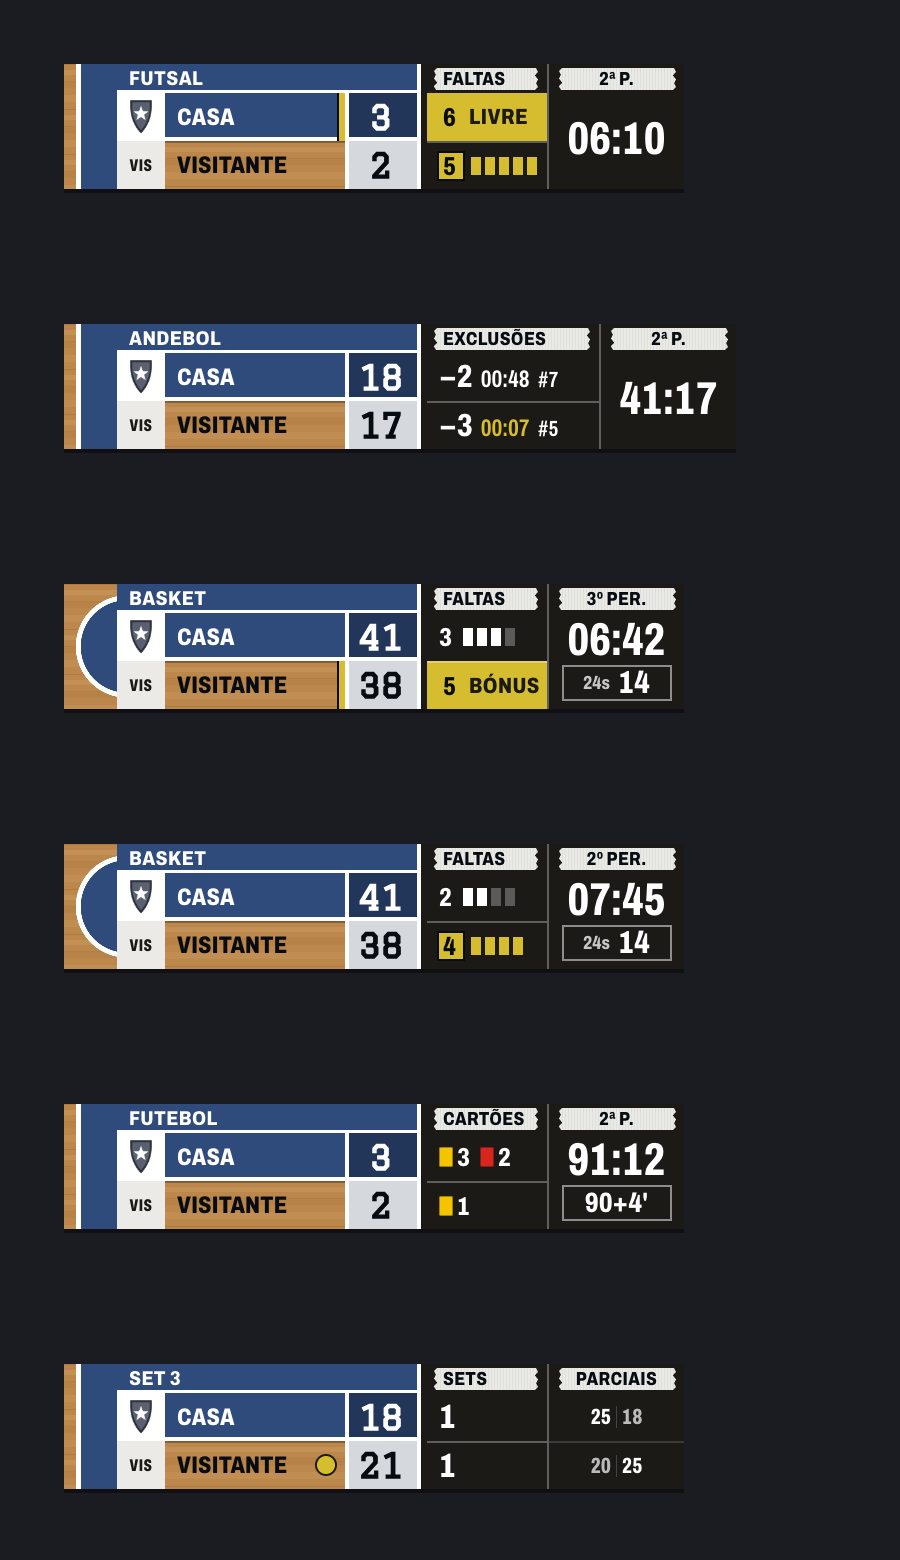 FUTSAL FALTAS 2ª P.
CASA 3 6 LIVRE 06:10
VIS VISITANTE 2 5
ANDEBOL EXCLUSÕES 2ª P.
CASA 18 –2 00:48 #7 41:17
VIS VISITANTE 17 –3 00:07 #5
BASKET FALTAS 3º PER.
CASA 41 3 06:42
VIS VISITANTE 38 5 BÓNUS 24s 14
BASKET FALTAS 2º PER.
CASA 41 2 07:45
VIS VISITANTE 38 4 24s 14
FUTEBOL CARTÕES 2ª P.
CASA 3 3 2 91:12
VIS VISITANTE 2 1 90+4'
SET 3 SETS PARCIAIS
CASA 18 1 25 18
VIS VISITANTE 21 1 20 25